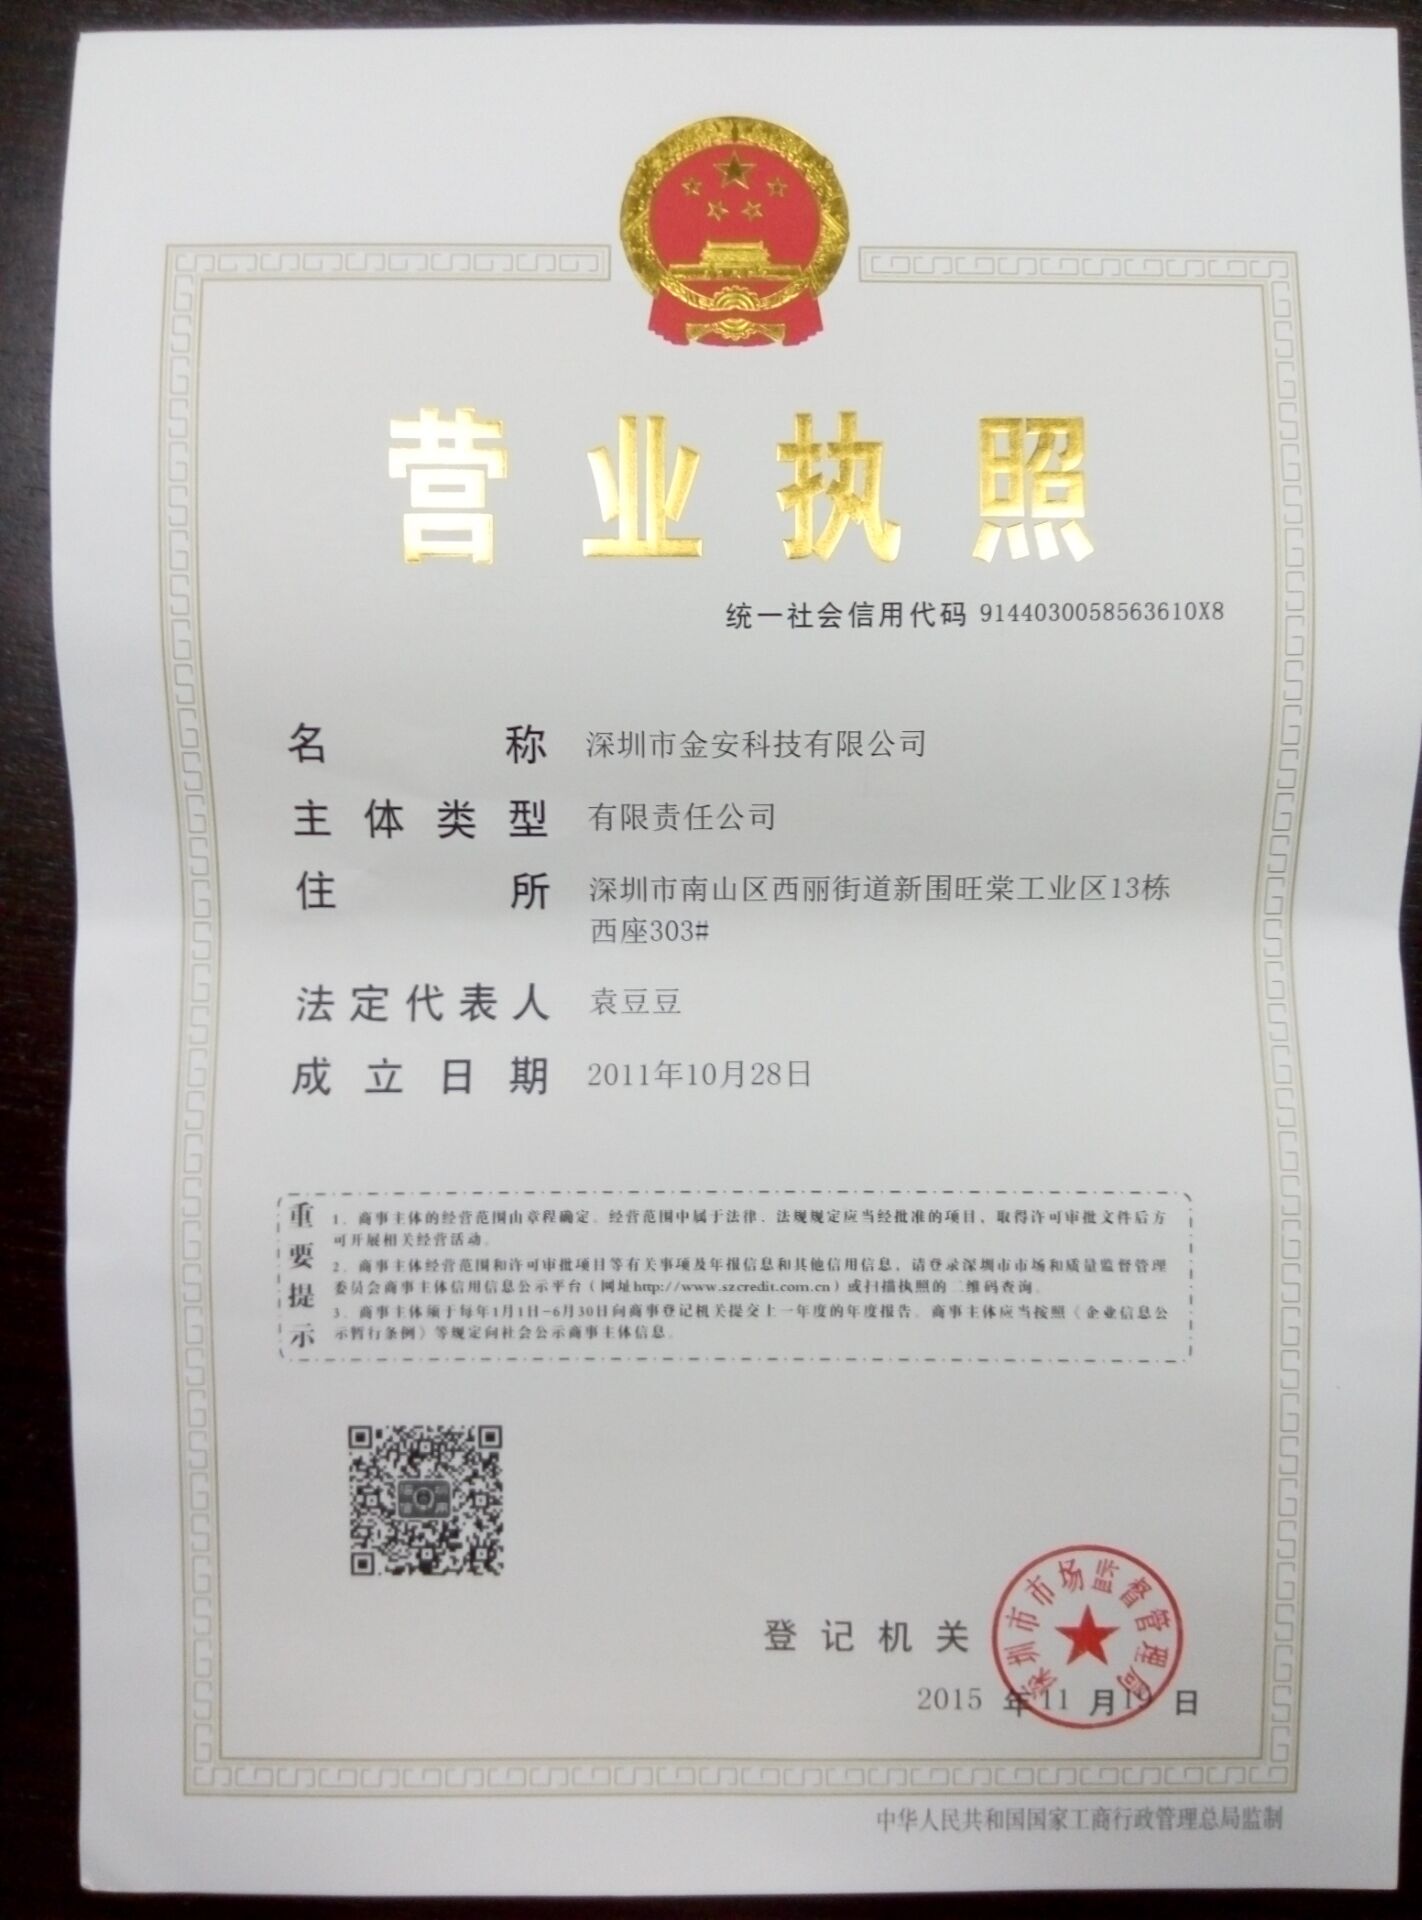 营业执照
统一社会信用代码 9144030058563610X8
名称 深圳市金安科技有限公司
主体类型 有限责任公司
住所 深圳市南山区西丽街道新围旺棠工业区13栋
西座303#
法定代表人 袁豆豆
成立日期 2011年10月28日
重要提示
1．商事主体的经营范围由章程确定。经营范围中属于法律、法规规定应当经批准的项目，取得许可审批文件后方
可开展相关经营活动。
2．商事主体经营范围和许可审批项目等有关事项及年报信息和其他信用信息，请登录深圳市市场和质量监督管理
委员会商事主体信用信息公示平台（网址http://www.szcredit.com.cn）或扫描执照的二维码查询。
3．商事主体须于每年1月1日-6月30日向商事登记机关提交上一年度的年度报告。商事主体应当按照《企业信息公
示暂行条例》等规定向社会公示商事主体信息。
深圳信用
登记机关
深圳市市场监督管理局
2015 年 11 月 19 日
中华人民共和国国家工商行政管理总局监制